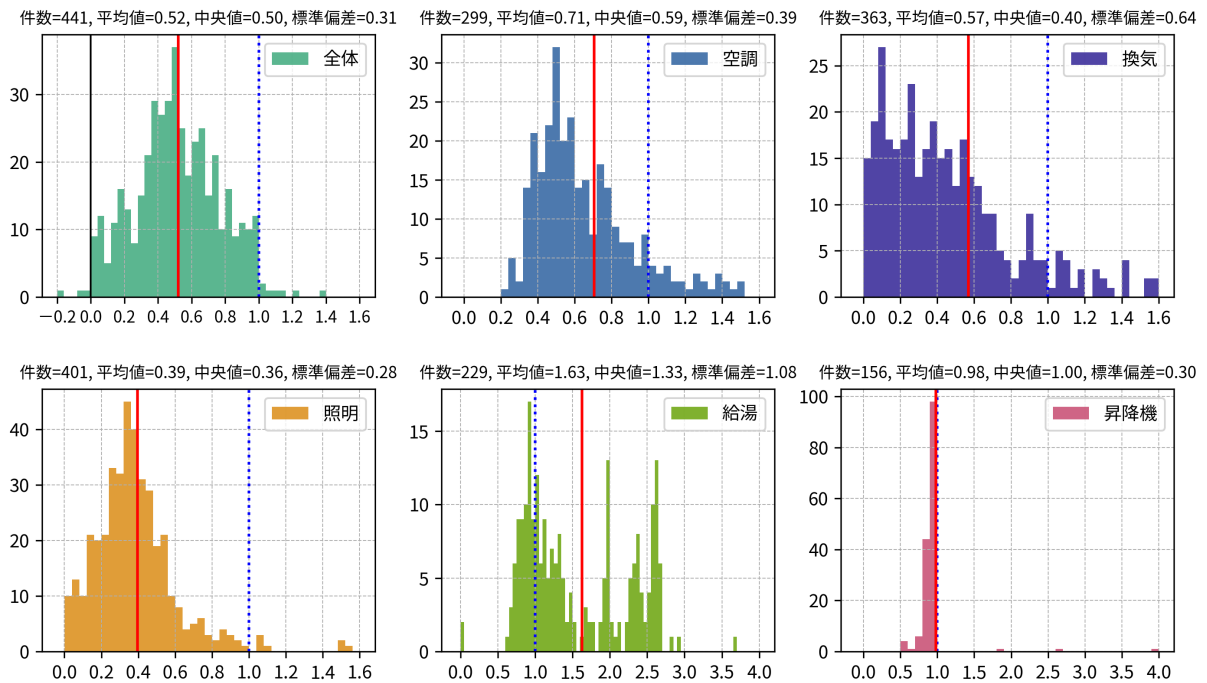 件数=441, 平均値=0.52, 中央値=0.50, 標準偏差=0.31
全体
30
20
10
0
−0.2 0.0 0.2 0.4 0.6 0.8 1.0 1.2 1.4 1.6
件数=299, 平均値=0.71, 中央値=0.59, 標準偏差=0.39
空調
30
25
20
15
10
5
0
0.0 0.2 0.4 0.6 0.8 1.0 1.2 1.4 1.6
件数=363, 平均値=0.57, 中央値=0.40, 標準偏差=0.64
換気
25
20
15
10
5
0
0.0 0.2 0.4 0.6 0.8 1.0 1.2 1.4 1.6
件数=401, 平均値=0.39, 中央値=0.36, 標準偏差=0.28
照明
40
30
20
10
0
0.0 0.2 0.4 0.6 0.8 1.0 1.2 1.4 1.6
件数=229, 平均値=1.63, 中央値=1.33, 標準偏差=1.08
給湯
15
10
5
0
0.0 0.5 1.0 1.5 2.0 2.5 3.0 3.5 4.0
件数=156, 平均値=0.98, 中央値=1.00, 標準偏差=0.30
昇降機
100
80
60
40
20
0
0.0 0.5 1.0 1.5 2.0 2.5 3.0 3.5 4.0